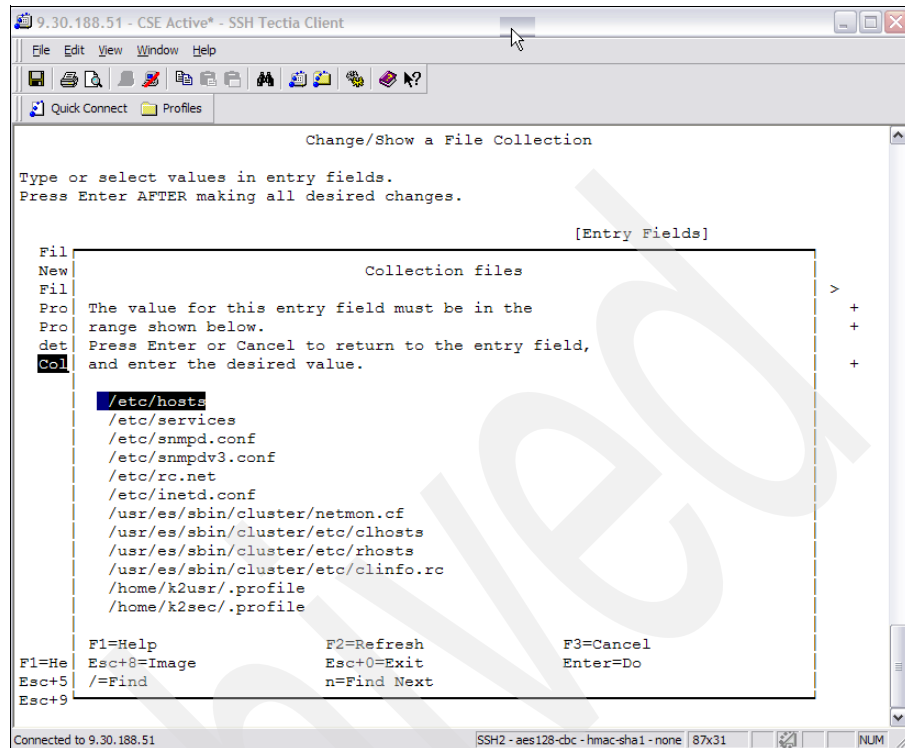 9.30.188.51 - CSE Active* - SSH Tectia Client
File Edit View Window Help
Quick Connect Profiles
Change/Show a File Collection
Type or select values in entry fields.
Press Enter AFTER making all desired changes.
[Entry Fields]
Fil
New Collection files
Fil >
Pro The value for this entry field must be in the +
Pro range shown below. +
det Press Enter or Cancel to return to the entry field,
Col and enter the desired value. +
/etc/hosts
/etc/services
/etc/snmpd.conf
/etc/snmpdv3.conf
/etc/rc.net
/etc/inetd.conf
/usr/es/sbin/cluster/netmon.cf
/usr/es/sbin/cluster/etc/clhosts
/usr/es/sbin/cluster/etc/rhosts
/usr/es/sbin/cluster/etc/clinfo.rc
/home/k2usr/.profile
/home/k2sec/.profile
F1=Help F2=Refresh F3=Cancel
F1=He Esc+8=Image Esc+0=Exit Enter=Do
Esc+5 /=Find n=Find Next
Esc+9
Connected to 9.30.188.51 SSH2 - aes128-cbc - hmac-sha1 - none 87x31 NUM